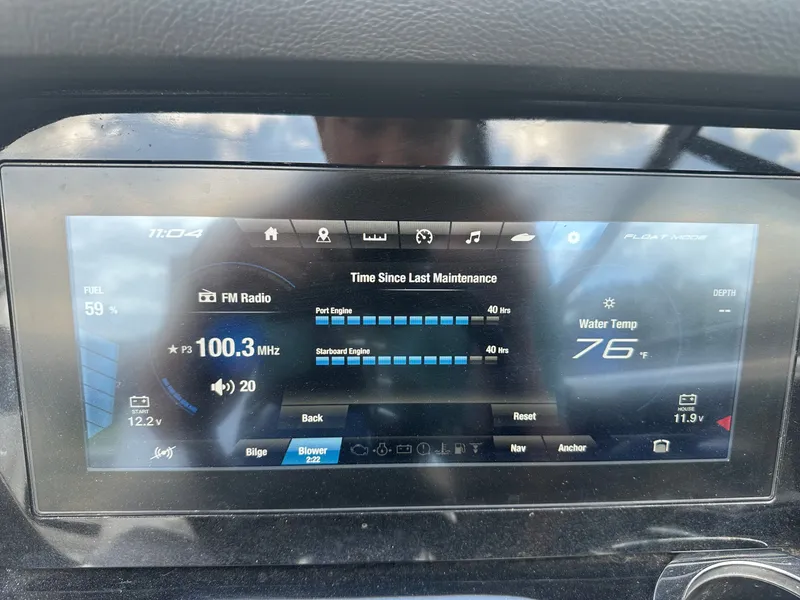 11:04
FLOAT MODE
Time Since Last Maintenance
FUEL
59 %
FM Radio
P3 100.3 MHz
20
Port Engine 40 Hrs
Starboard Engine 40 Hrs
DEPTH
--
Water Temp
76 °F
START
12.2 v
HOUSE
11.9 v
Back
Reset
Bilge
Blower
2:22
Nav
Anchor